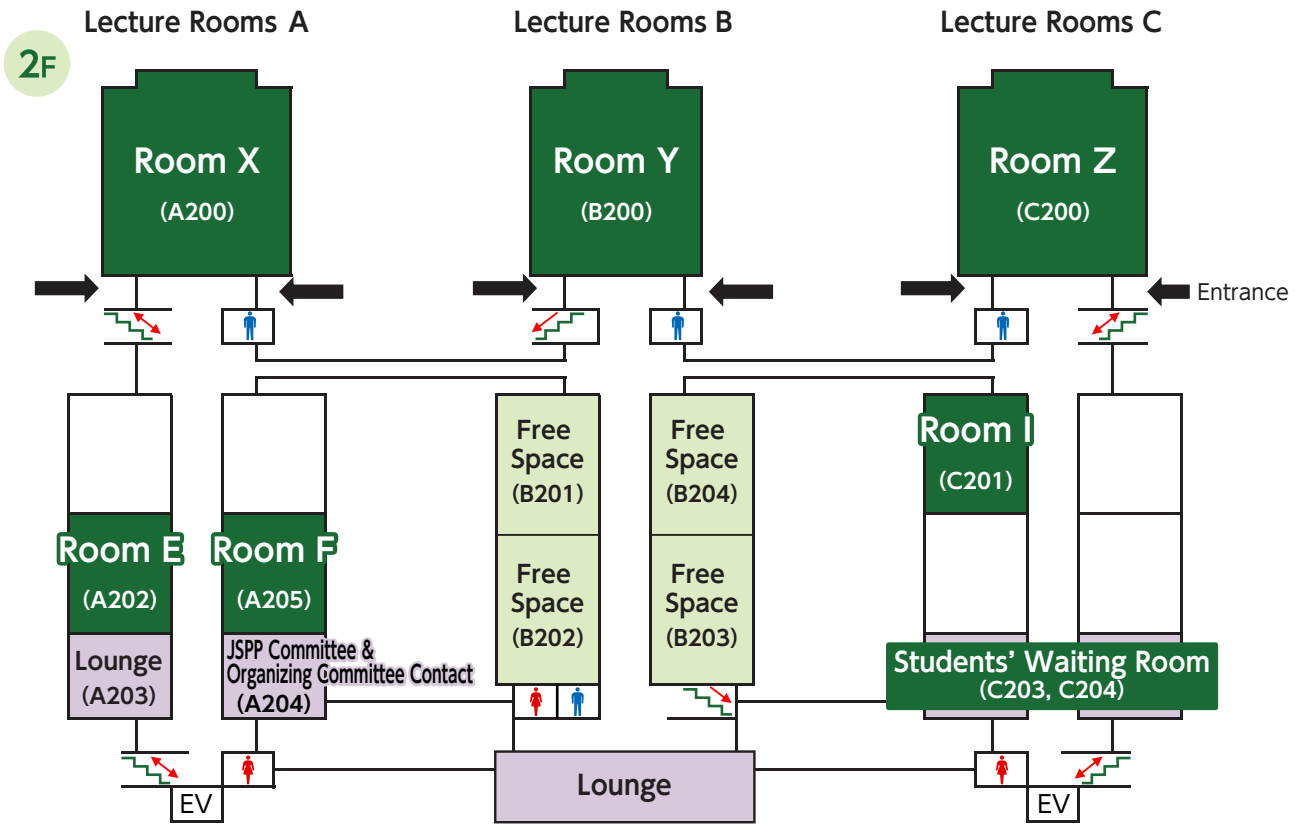 Lecture Rooms A
Lecture Rooms B
Lecture Rooms C
2F
Room X
(A200)
Room Y
(B200)
Room Z
(C200)
Entrance
Free
Space
(B201)
Free
Space
(B204)
Room I
(C201)
Room E
(A202)
Room F
(A205)
Free
Space
(B202)
Free
Space
(B203)
Lounge
(A203)
JSPP Committee &
Organizing Committee Contact
(A204)
Students' Waiting Room
(C203, C204)
EV
Lounge
EV